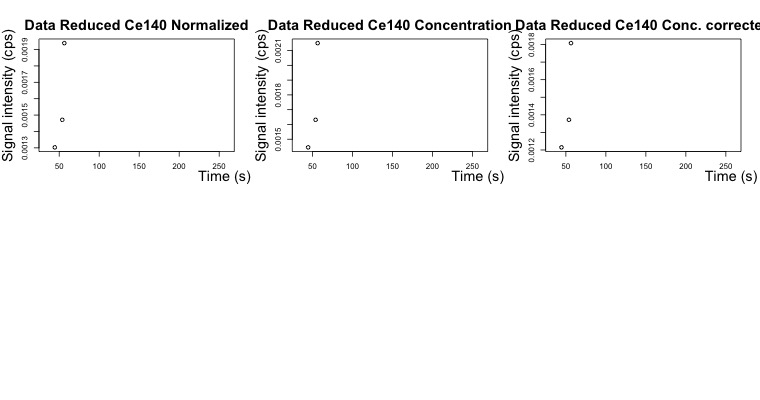 Data Reduced Ce140 Normalized
Signal intensity (cps)
0.0013 0.0015 0.0017 0.0019
50 100 150 200 250
Time (s)
Data Reduced Ce140 Concentration
Signal intensity (cps)
0.0015 0.0018 0.0021
50 100 150 200 250
Time (s)
Data Reduced Ce140 Conc. correcte
Signal intensity (cps)
0.0012 0.0014 0.0016 0.0018
50 100 150 200 250
Time (s)